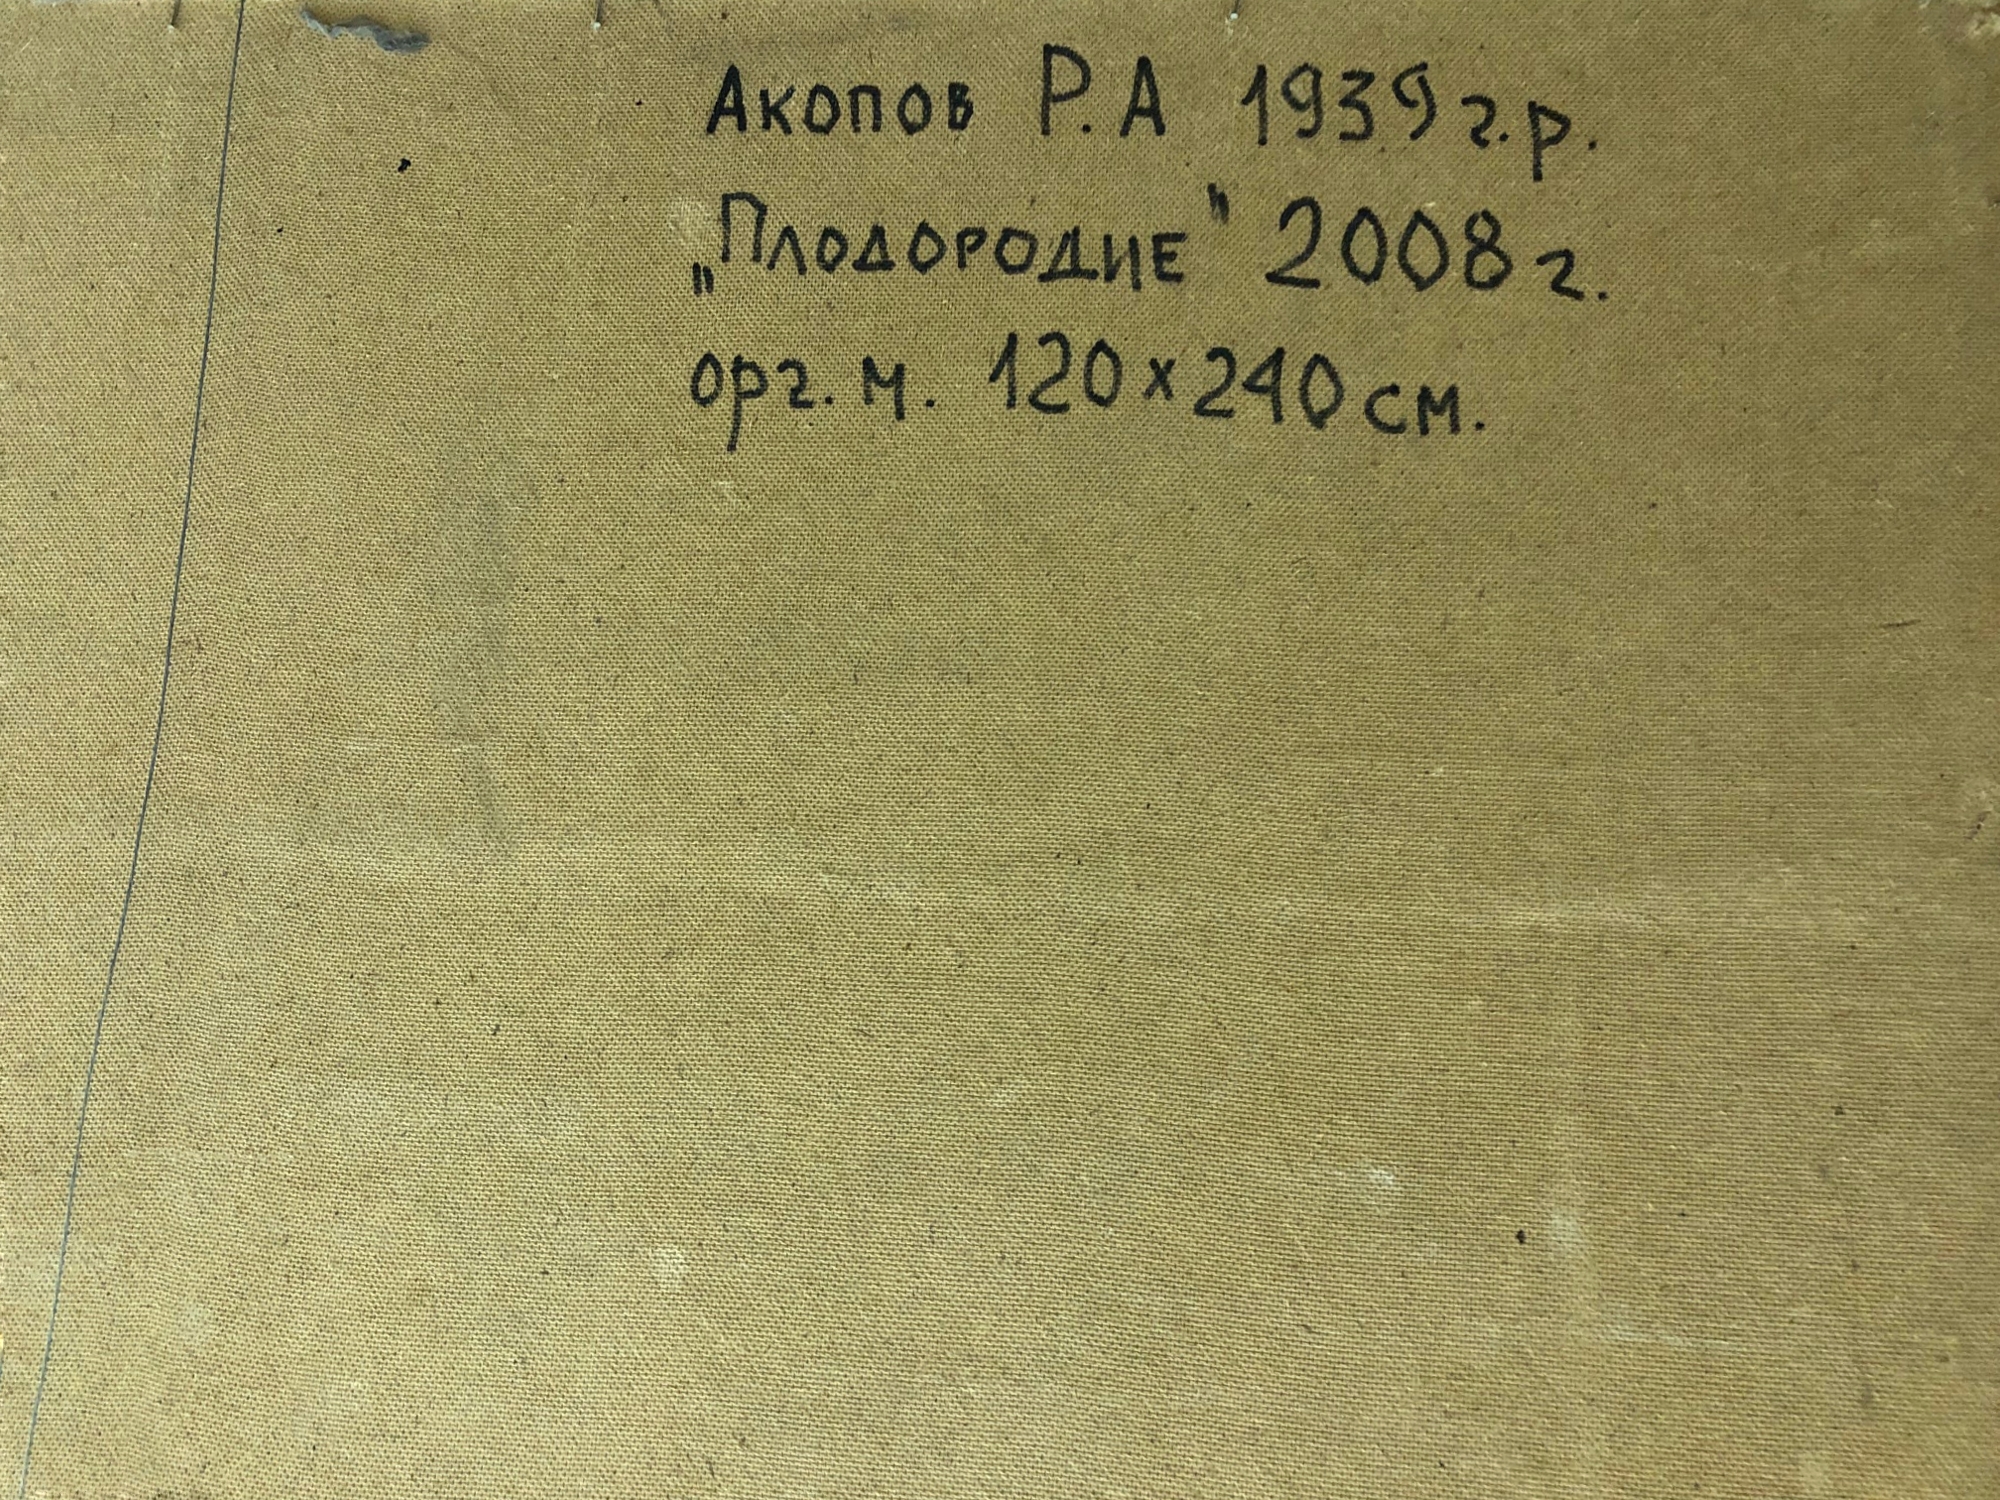 Акопов Р.А 1939 г.р.
„Плодородие" 2008 г.
орг. м. 120 x 240 см.